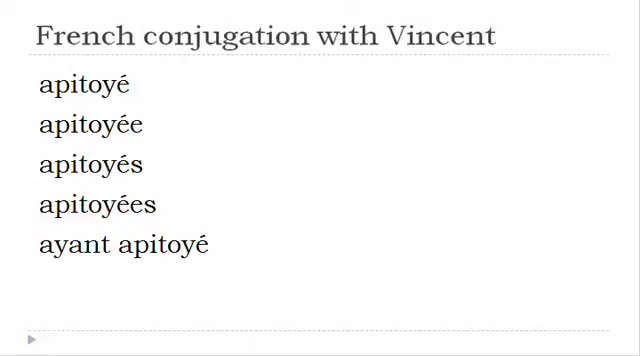 French conjugation with Vincent
apitoyé
apitoyée
apitoyés
apitoyées
ayant apitoyé